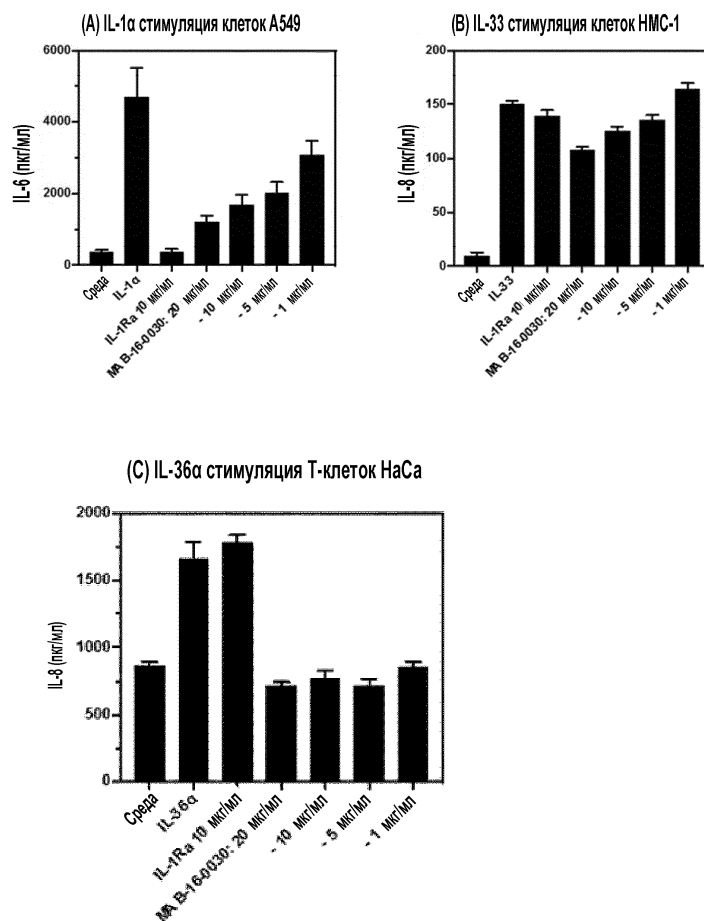 (A) IL-1α стимуляция клеток A549
6000
4000
2000
0
IL-6 (пкг/мл)
Среда
IL-1α
IL-1Ra 10 мкг/мл
MAB-16-0030: 20 мкг/мл
- 10 мкг/мл
- 5 мкг/мл
- 1 мкг/мл
(B) IL-33 стимуляция клеток HMC-1
200
150
100
50
0
IL-8 (пкг/мл)
Среда
IL-33
IL-1Ra 10 мкг/мл
MAB-16-0030: 20 мкг/мл
- 10 мкг/мл
- 5 мкг/мл
- 1 мкг/мл
(C) IL-36α стимуляция Т-клеток HaCa
2000
1500
1000
500
0
IL-8 (пкг/мл)
Среда
IL-36α
IL-1Ra 10 мкг/мл
MAB-16-0030: 20 мкг/мл
- 10 мкг/мл
- 5 мкг/мл
- 1 мкг/мл